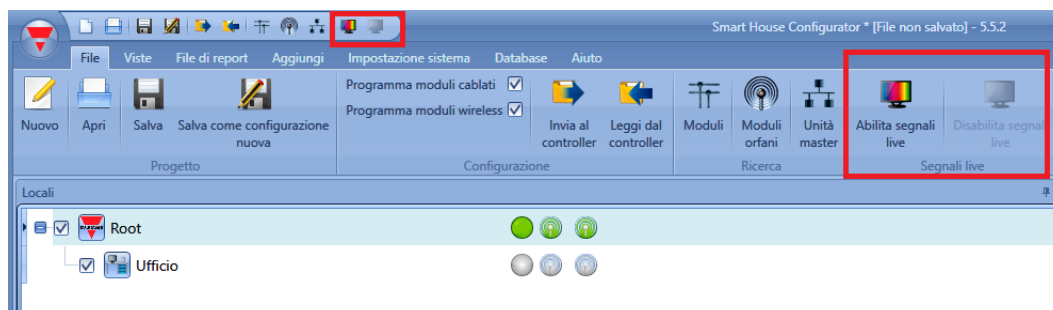 Smart House Configurator * [File non salvato] - 5.5.2
File Viste File di report Aggiungi Impostazione sistema Database Aiuto
Nuovo
Apri
Salva
Salva come configurazione
nuova
Progetto
Programma moduli cablati
Programma moduli wireless
Invia al
controller
Leggi dal
controller
Configurazione
Moduli
Moduli
orfani
Unità
master
Ricerca
Abilita segnali
live
Disabilita segnal
live
Segnali live
Locali
Root
Ufficio